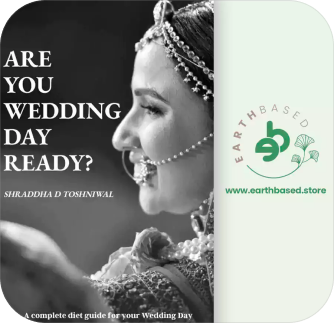 ARE
YOU
WEDDING
DAY
READY?
SHRADDHA D TOSHNIWAL
A complete diet guide for your Wedding Day
EARTHBASED
eb
www.earthbased.store